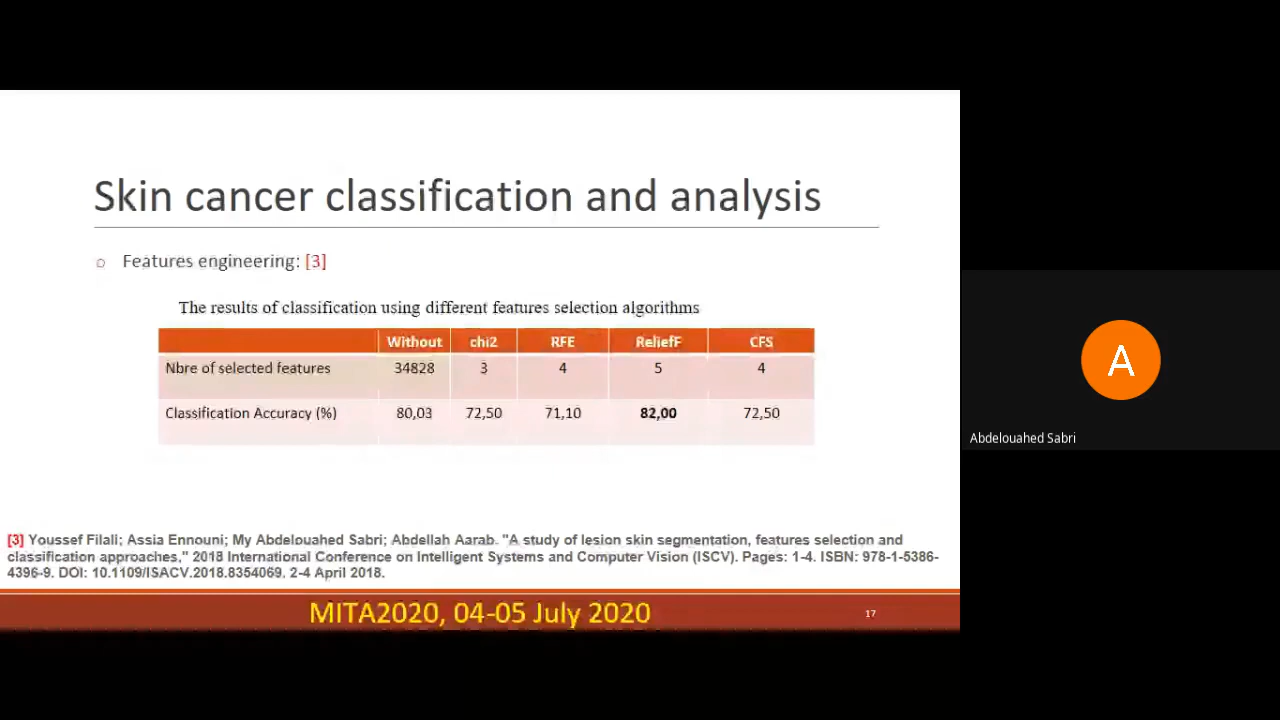 Skin cancer classification and analysis
o Features engineering: [3]
The results of classification using different features selection algorithms
Without chi2 RFE ReliefF CFS
Nbre of selected features 34828 3 4 5 4
Classification Accuracy (%) 80,03 72,50 71,10 82,00 72,50
[3] Youssef Filali; Assia Ennouni; My Abdelouahed Sabri; Abdellah Aarab. "A study of lesion skin segmentation, features selection and
classification approaches," 2018 International Conference on Intelligent Systems and Computer Vision (ISCV). Pages: 1-4. ISBN: 978-1-5386-
4396-9. DOI: 10.1109/ISACV.2018.8354069, 2-4 April 2018.
MITA2020, 04-05 July 2020
17
A
Abdelouahed Sabri